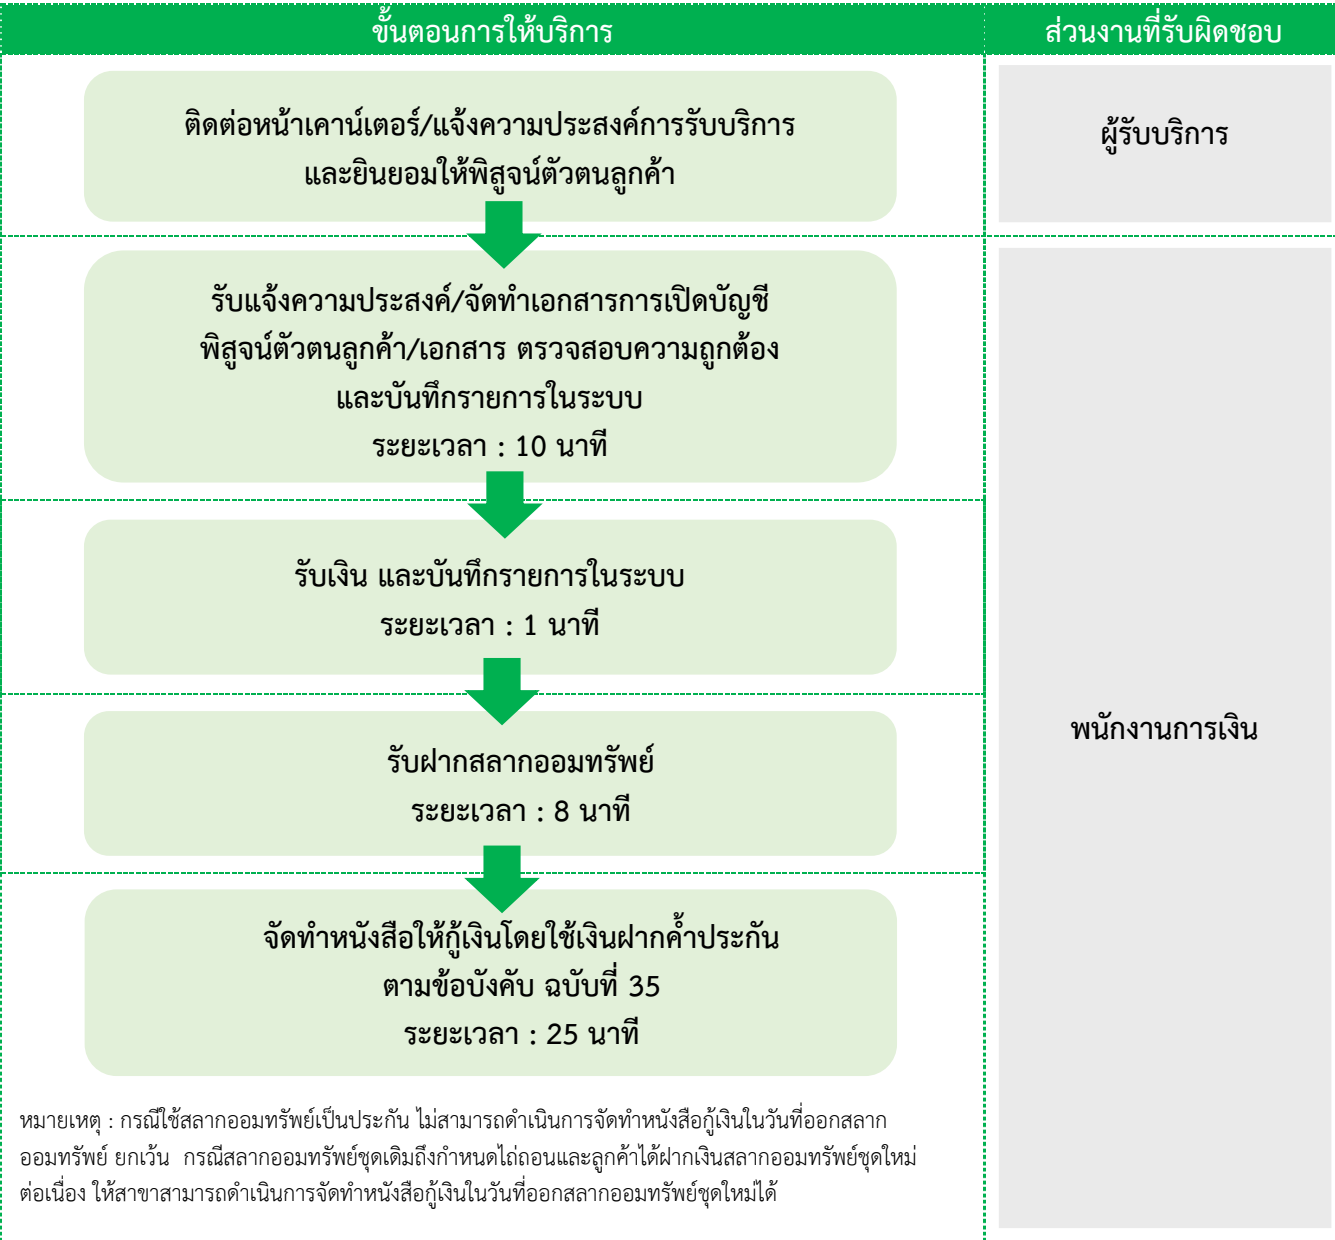 ขั้นตอนการให้บริการ
ส่วนงานที่รับผิดชอบ
ติดต่อหน้าเคาน์เตอร์/แจ้งความประสงค์การรับบริการ
และยินยอมให้พิสูจน์ตัวตนลูกค้า
ผู้รับบริการ
รับแจ้งความประสงค์/จัดทำเอกสารการเปิดบัญชี
พิสูจน์ตัวตนลูกค้า/เอกสาร ตรวจสอบความถูกต้อง
และบันทึกรายการในระบบ
ระยะเวลา : 10 นาที
รับเงิน และบันทึกรายการในระบบ
ระยะเวลา : 1 นาที
รับฝากสลากออมทรัพย์
ระยะเวลา : 8 นาที
พนักงานการเงิน
จัดทำหนังสือให้กู้เงินโดยใช้เงินฝากค้ำประกัน
ตามข้อบังคับ ฉบับที่ 35
ระยะเวลา : 25 นาที
หมายเหตุ : กรณีใช้สลากออมทรัพย์เป็นประกัน ไม่สามารถดำเนินการจัดทำหนังสือกู้เงินในวันที่ออกสลาก
ออมทรัพย์ ยกเว้น กรณีสลากออมทรัพย์ชุดเดิมถึงกำหนดไถ่ถอนและลูกค้าได้ฝากเงินสลากออมทรัพย์ชุดใหม่
ต่อเนื่อง ให้สาขาสามารถดำเนินการจัดทำหนังสือกู้เงินในวันที่ออกสลากออมทรัพย์ชุดใหม่ได้